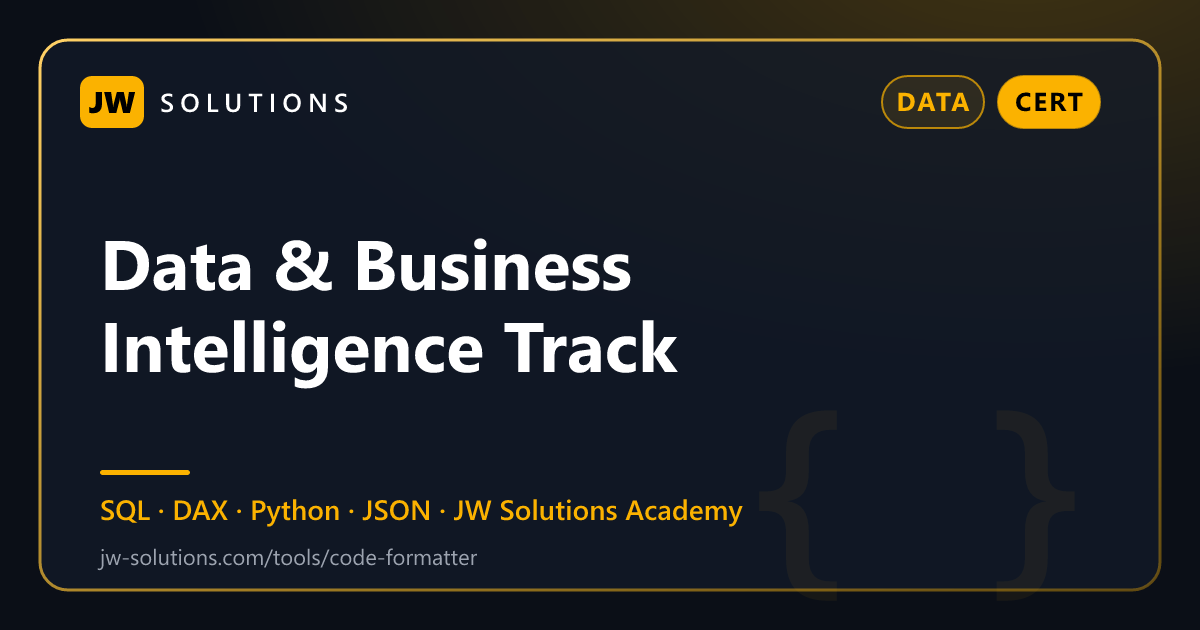 JW SOLUTIONS
DATA CERT
Data & Business
Intelligence Track
SQL · DAX · Python · JSON · JW Solutions Academy
jw-solutions.com/tools/code-formatter
{ }